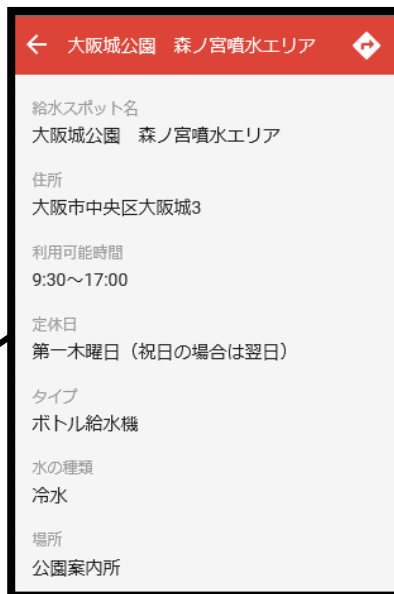 大阪城公園　森ノ宮噴水エリア
給水スポット名
大阪城公園　森ノ宮噴水エリア
住所
大阪市中央区大阪城3
利用可能時間
9:30～17:00
定休日
第一木曜日（祝日の場合は翌日）
タイプ
ボトル給水機
水の種類
冷水
場所
公園案内所